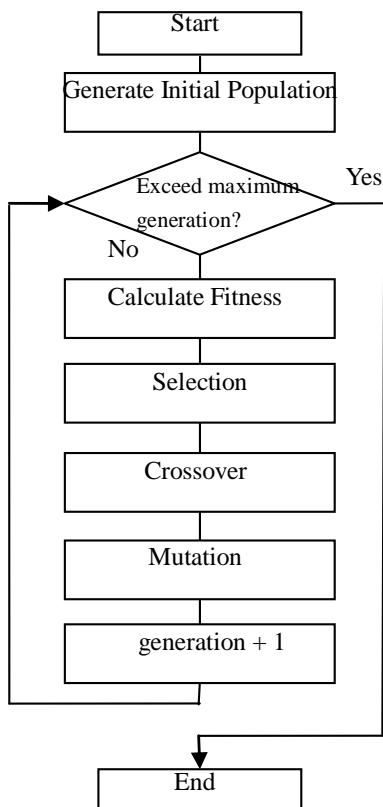 Start
Generate Initial Population
Exceed maximum
generation?
Yes
No
Calculate Fitness
Selection
Crossover
Mutation
generation + 1
End